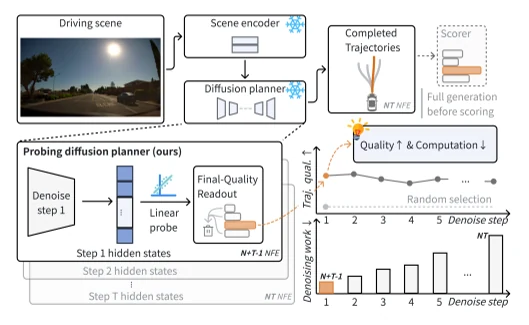 Driving scene
Scene encoder
Diffusion planner
Completed
Trajectories
NT NFE
Scorer
Full generation
before scoring
Probing diffusion planner (ours)
Denoise
step 1
Linear
probe
Final-Quality
Readout
Step 1 hidden states
N+T-1 NFE
Step 2 hidden states
Step T hidden states
NT NFE
Quality ↑ & Computation ↓
Traj. qual. ↑
Random selection
1 2 3 4 5 Denoise step
Denoising work ↓
N+T-1
NT
...
1 2 3 4 5 Denoise step